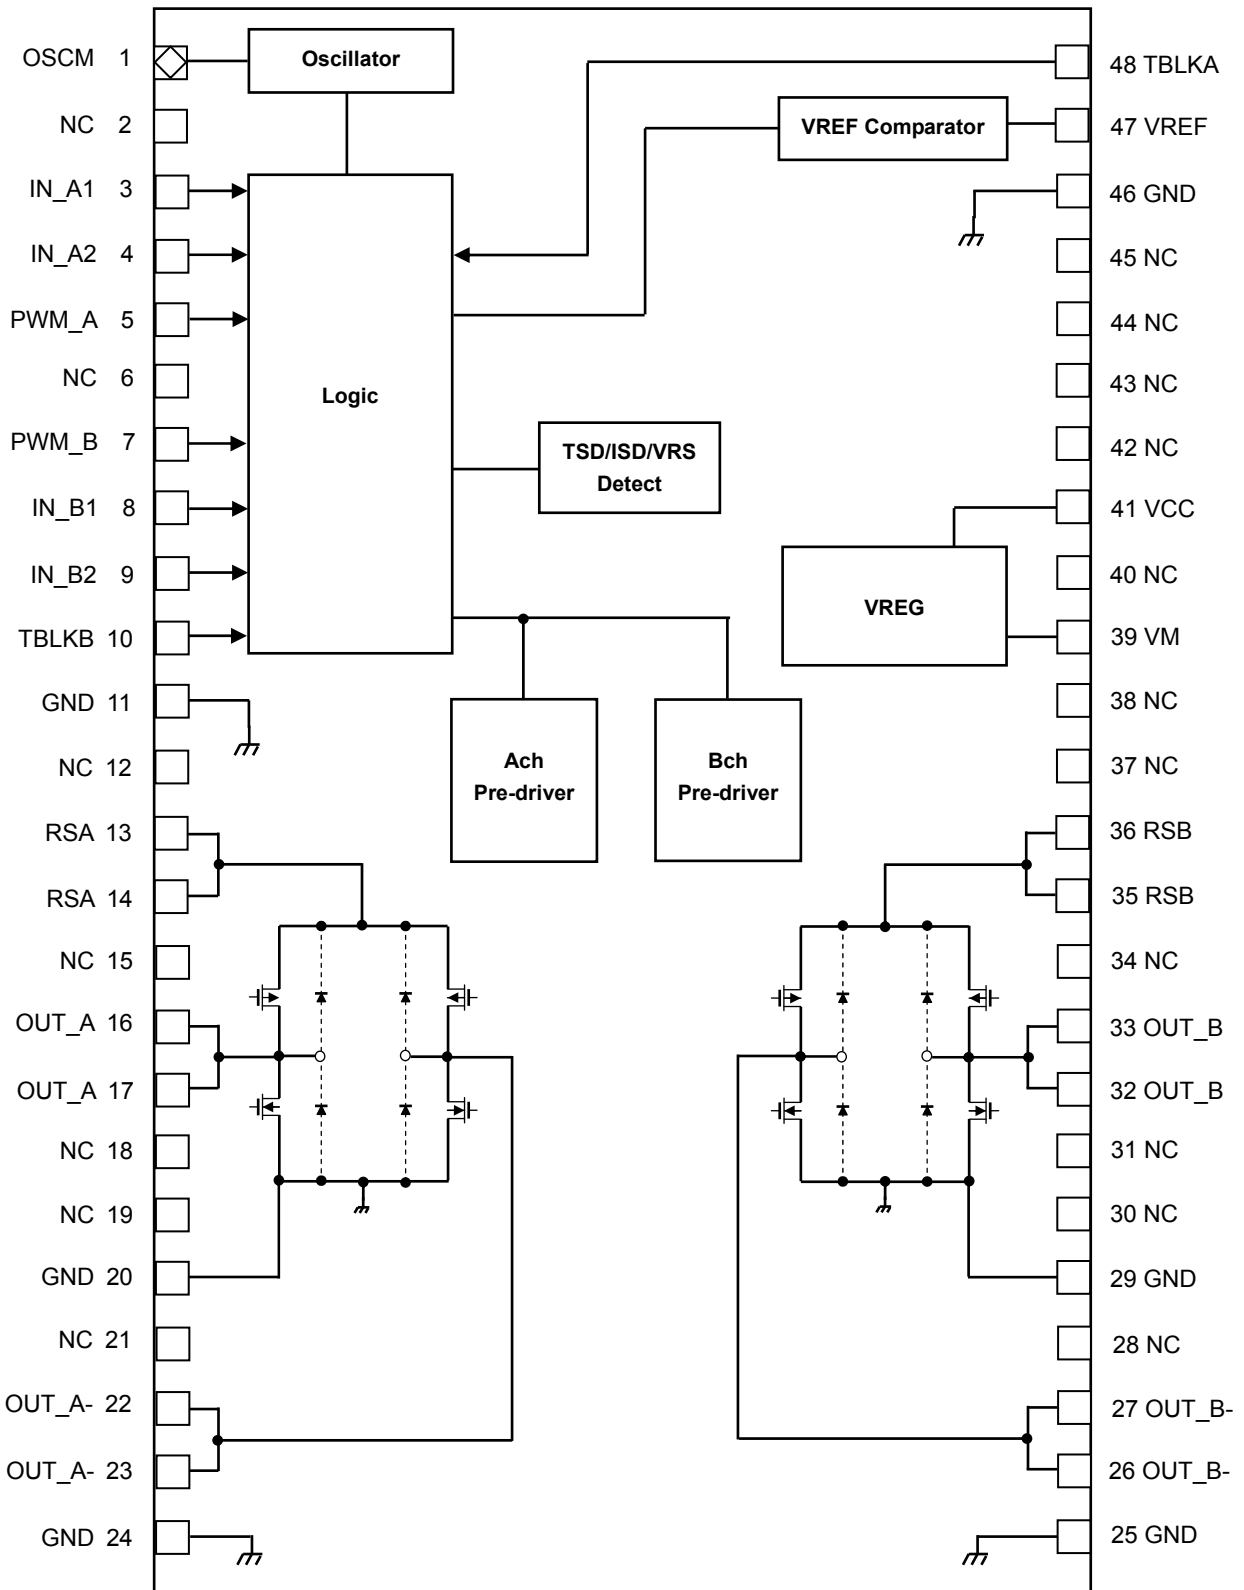 OSCM 1
NC 2
IN_A1 3
IN_A2 4
PWM_A 5
NC 6
PWM_B 7
IN_B1 8
IN_B2 9
TBLKB 10
GND 11
NC 12
RSA 13
RSA 14
NC 15
OUT_A 16
OUT_A 17
NC 18
NC 19
GND 20
NC 21
OUT_A- 22
OUT_A- 23
GND 24
Oscillator
Logic
VREF Comparator
TSD/ISD/VRS
Detect
VREG
Ach
Pre-driver
Bch
Pre-driver
48 TBLKA
47 VREF
46 GND
45 NC
44 NC
43 NC
42 NC
41 VCC
40 NC
39 VM
38 NC
37 NC
36 RSB
35 RSB
34 NC
33 OUT_B
32 OUT_B
31 NC
30 NC
29 GND
28 NC
27 OUT_B-
26 OUT_B-
25 GND